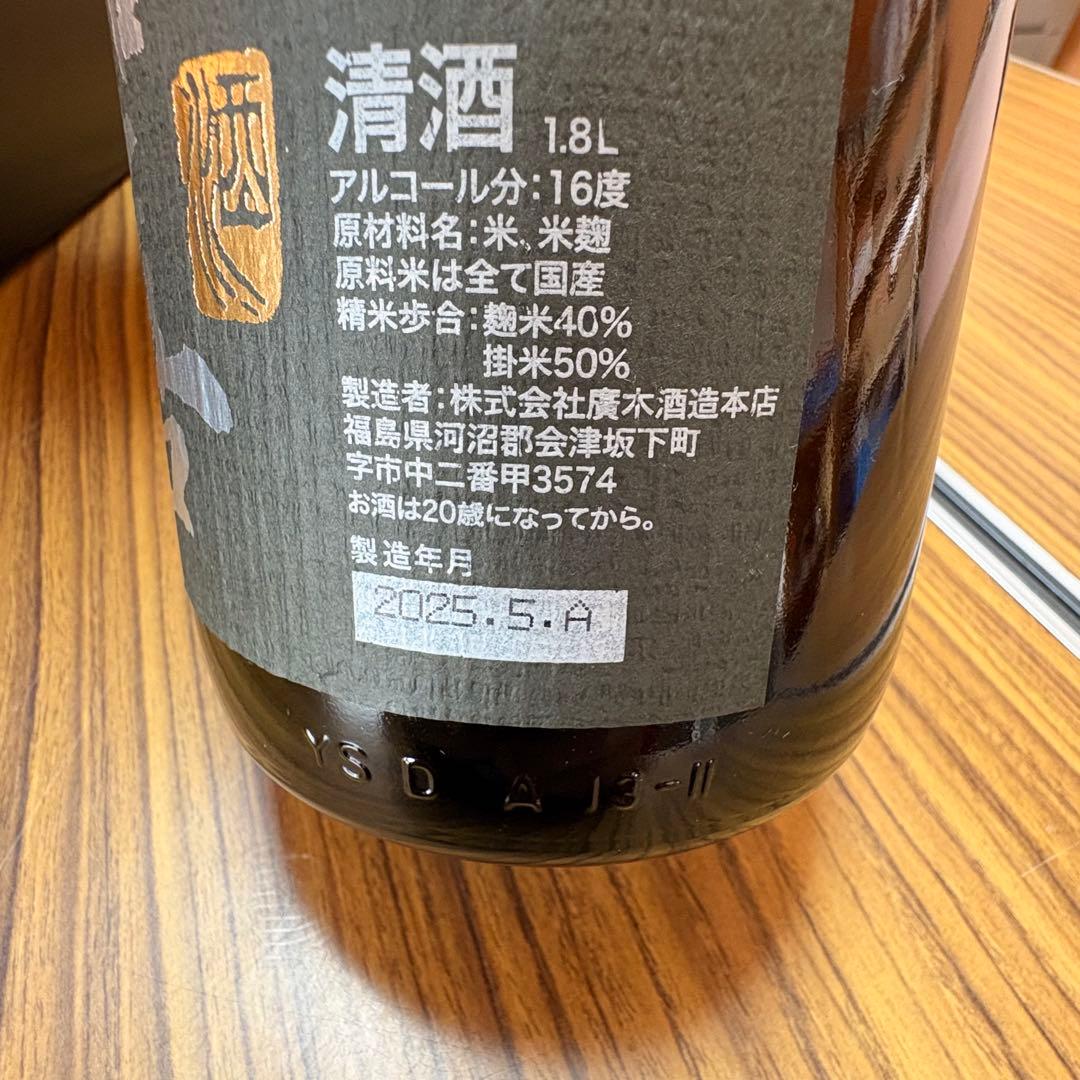 清酒 1.8L
アルコール分：16度
原材料名：米、米麹
原料米は全て国産
精米歩合：麹米40%
掛米50%
製造者：株式会社廣木酒造本店
福島県河沼郡会津坂下町
字市中二番甲3574
お酒は20歳になってから。
製造年月
2025.5.A
YS D A 13-11